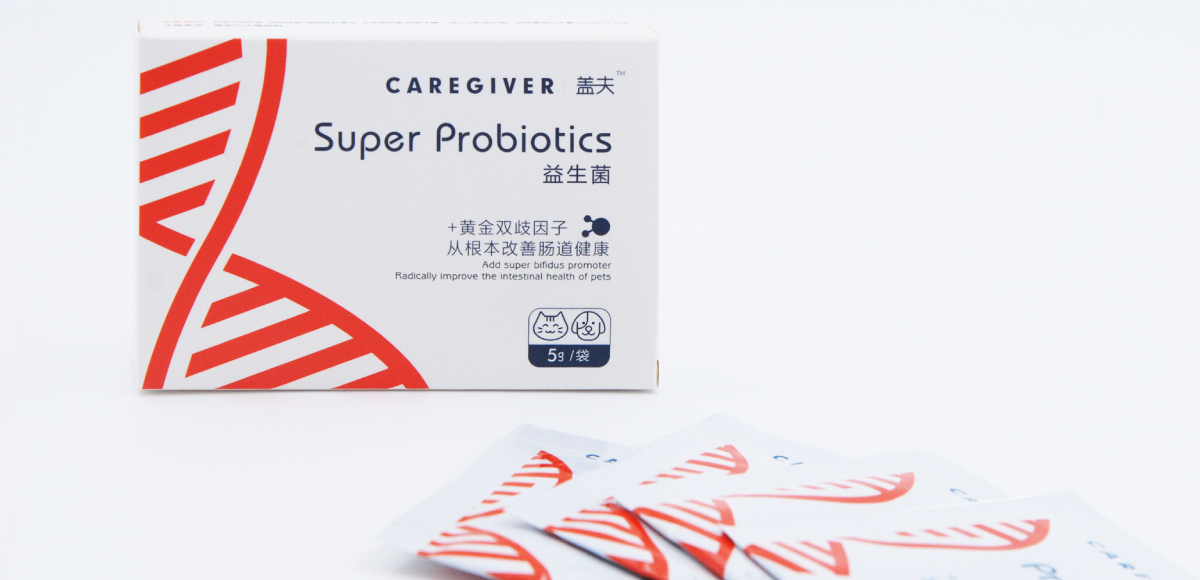 CAREGIVER 盖夫™
Super Probiotics
益生菌
+黄金双歧因子
从根本改善肠道健康
Add super bifidus promoter
Radically improve the intestinal health of pets
5g /袋
CAREG